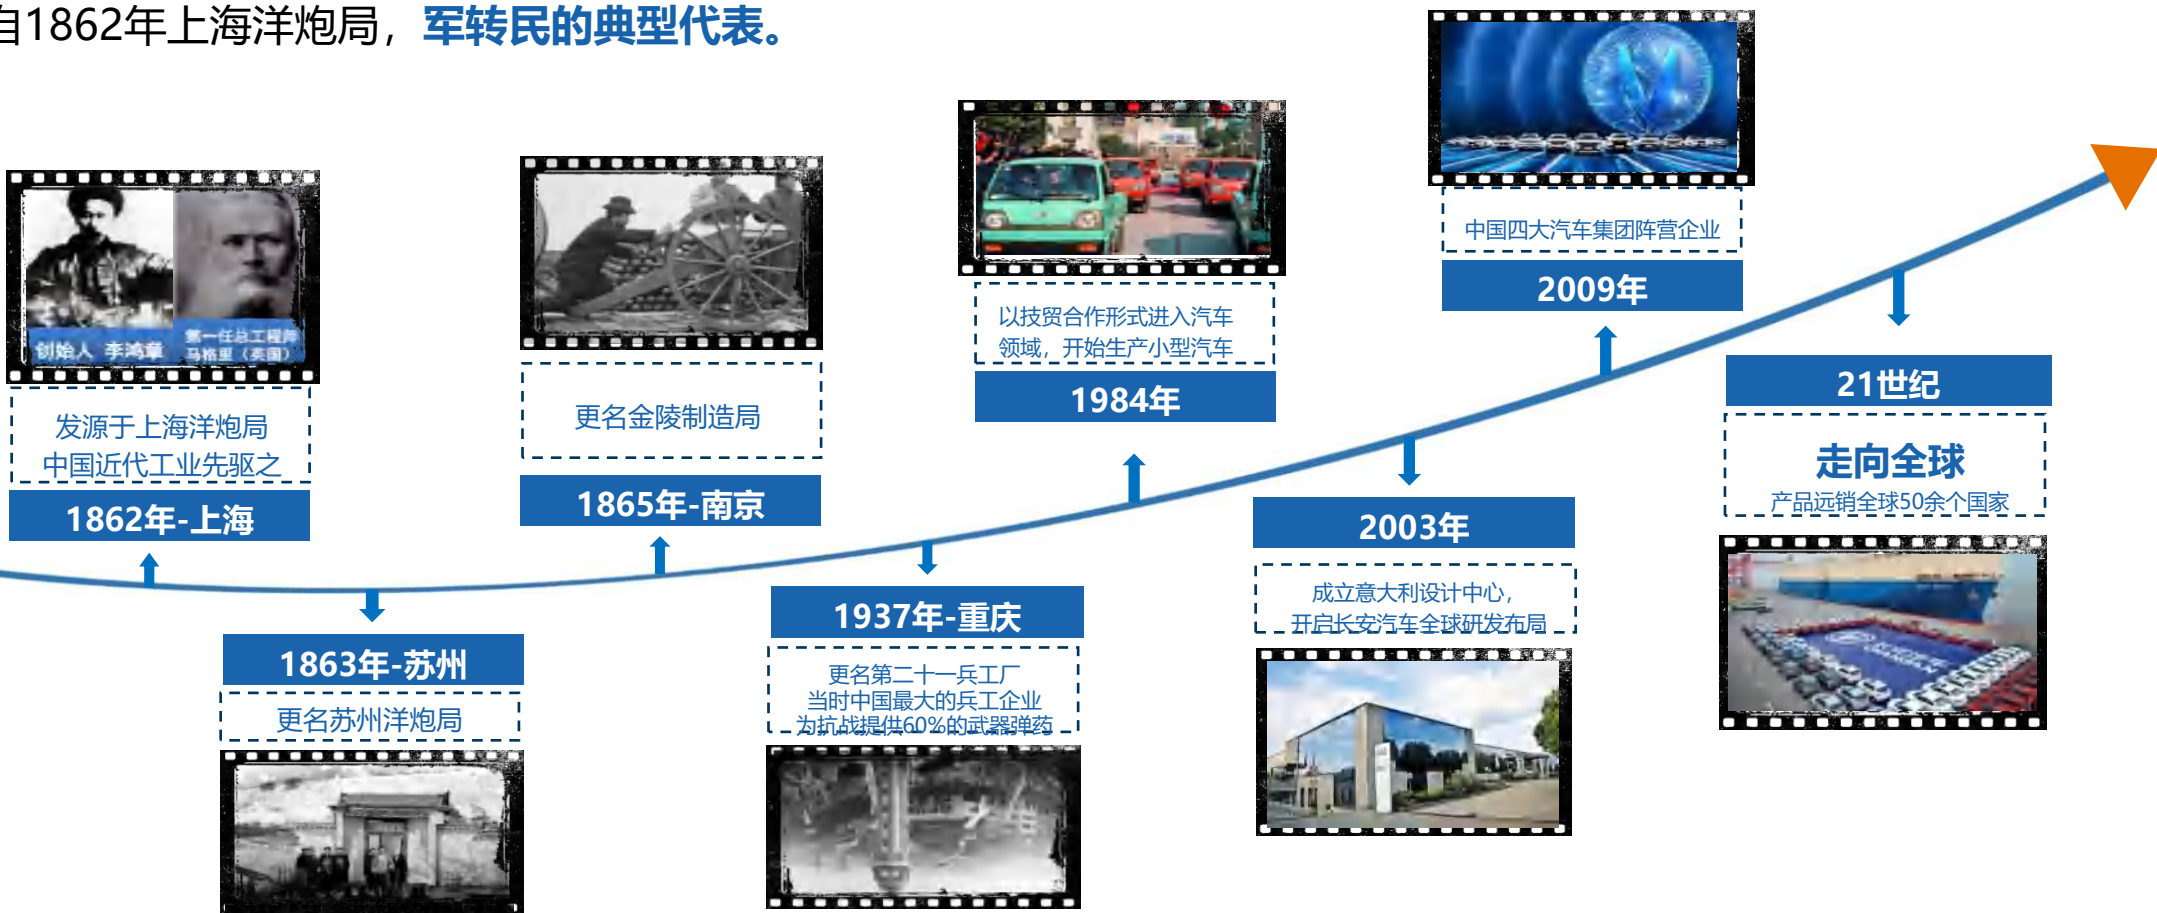 自1862年上海洋炮局，军转民的典型代表。
创始人 李鸿章
第一任总工程师
马格里（英国）
发源于上海洋炮局
中国近代工业先驱之
1862年-上海
1863年-苏州
更名苏州洋炮局
更名金陵制造局
1865年-南京
1937年-重庆
更名第二十一兵工厂
当时中国最大的兵工企业
为抗战提供60%的武器弹药
以技贸合作形式进入汽车
领域，开始生产小型汽车
1984年
2003年
成立意大利设计中心，
开启长安汽车全球研发布局
中国四大汽车集团阵营企业
2009年
21世纪
走向全球
产品远销全球50余个国家